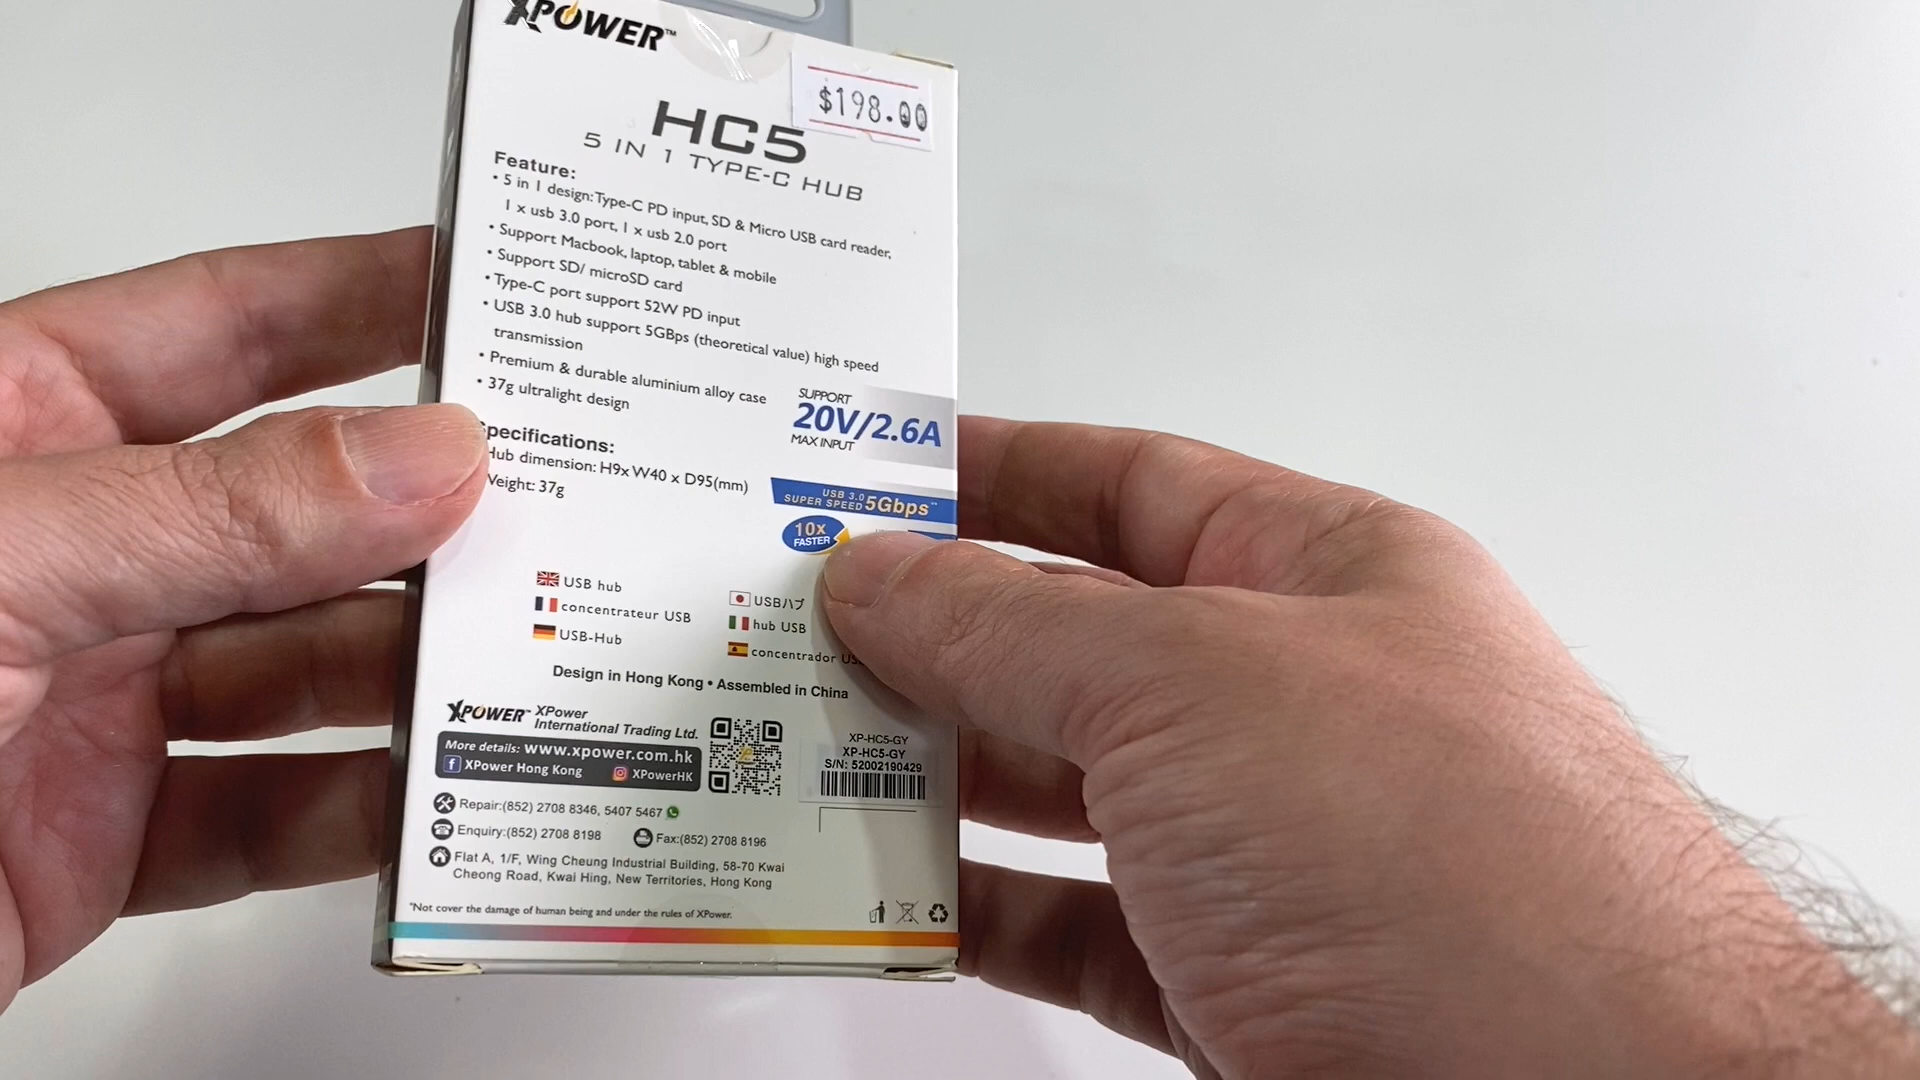 XPOWER™
$198.00
HC5
5 IN 1 TYPE-C HUB
Feature:
• 5 in 1 design: Type-C PD input, SD & Micro USB card reader,
1 x usb 3.0 port, 1 x usb 2.0 port
• Support Macbook, laptop, tablet & mobile
• Support SD/ microSD card
• Type-C port support 52W PD input
• USB 3.0 hub support 5GBps (theoretical value) high speed
transmission
• Premium & durable aluminium alloy case
• 37g ultralight design
SUPPORT
20V/2.6A
MAX INPUT
pecifications:
Hub dimension: H9x W40 x D95(mm)
Weight: 37g
USB 3.0
SUPER SPEED 5Gbps
10x
FASTER
USB hub
concentrateur USB
USB-Hub
USBハブ
hub USB
concentrador
Design in Hong Kong • Assembled in China
XPOWER™ XPower
International Trading Ltd.
More details: www.xpower.com.hk
XPower Hong Kong XPowerHK
XP-HC5-GY
XP-HC5-GY
S/N: 52002190429
Repair:(852) 2708 8346, 5407 5467
Enquiry:(852) 2708 8198 Fax:(852) 2708 8196
Flat A, 1/F, Wing Cheung Industrial Building, 58-70 Kwai
Cheong Road, Kwai Hing, New Territories, Hong Kong
*Not cover the damage of human being and under the rules of XPower.